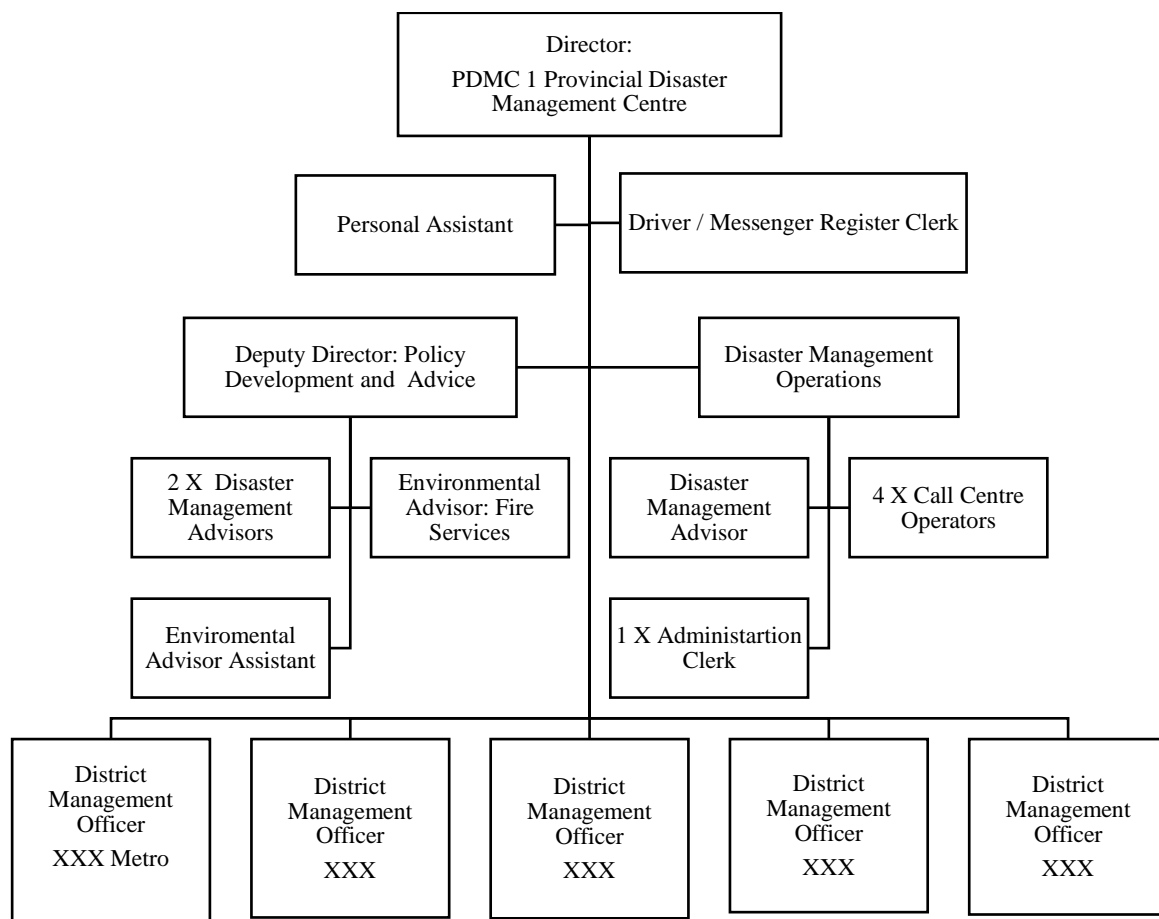 Director:
PDMC 1 Provincial Disaster
Management Centre
Personal Assistant
Driver / Messenger Register Clerk
Deputy Director: Policy
Development and Advice
Disaster Management
Operations
2 X Disaster
Management
Advisors
Environmental
Advisor: Fire
Services
Disaster
Management
Advisor
4 X Call Centre
Operators
Enviromental
Advisor Assistant
1 X Administartion
Clerk
District
Management
Officer
XXX Metro
District
Management
Officer
XXX
District
Management
Officer
XXX
District
Management
Officer
XXX
District
Management
Officer
XXX